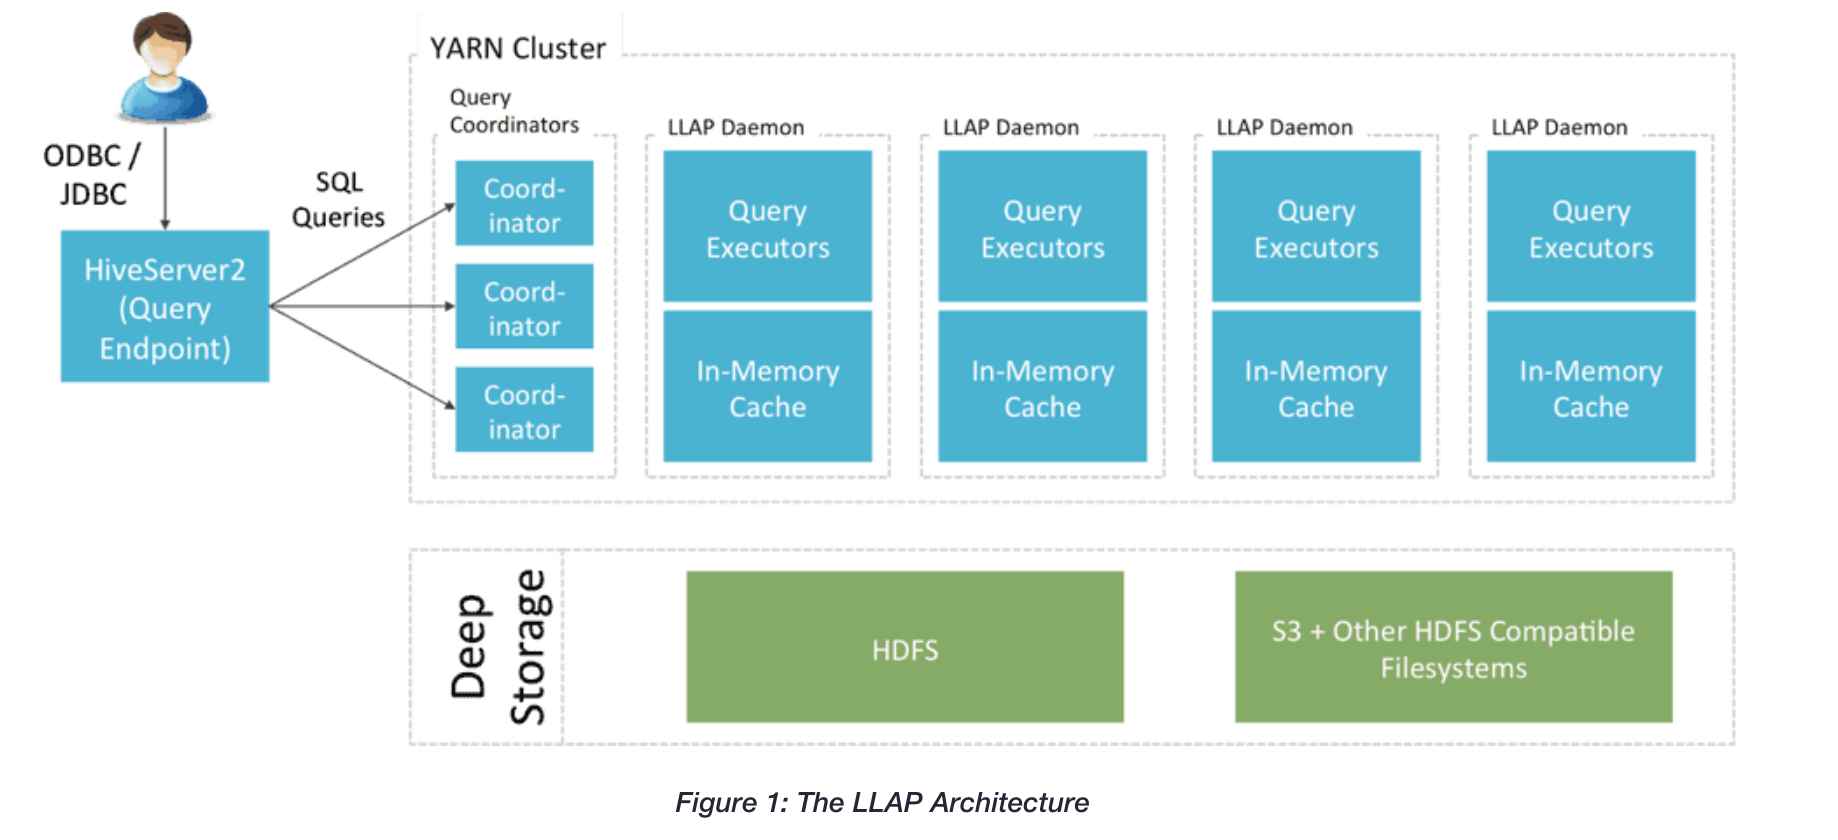 YARN Cluster
ODBC /
JDBC
HiveServer2
(Query
Endpoint)
SQL
Queries
Query
Coordinators
Coord-
inator
Coord-
inator
Coord-
inator
LLAP Daemon
Query
Executors
In-Memory
Cache
LLAP Daemon
Query
Executors
In-Memory
Cache
LLAP Daemon
Query
Executors
In-Memory
Cache
LLAP Daemon
Query
Executors
In-Memory
Cache
Deep
Storage
HDFS
S3 + Other HDFS Compatible
Filesystems
Figure 1: The LLAP Architecture